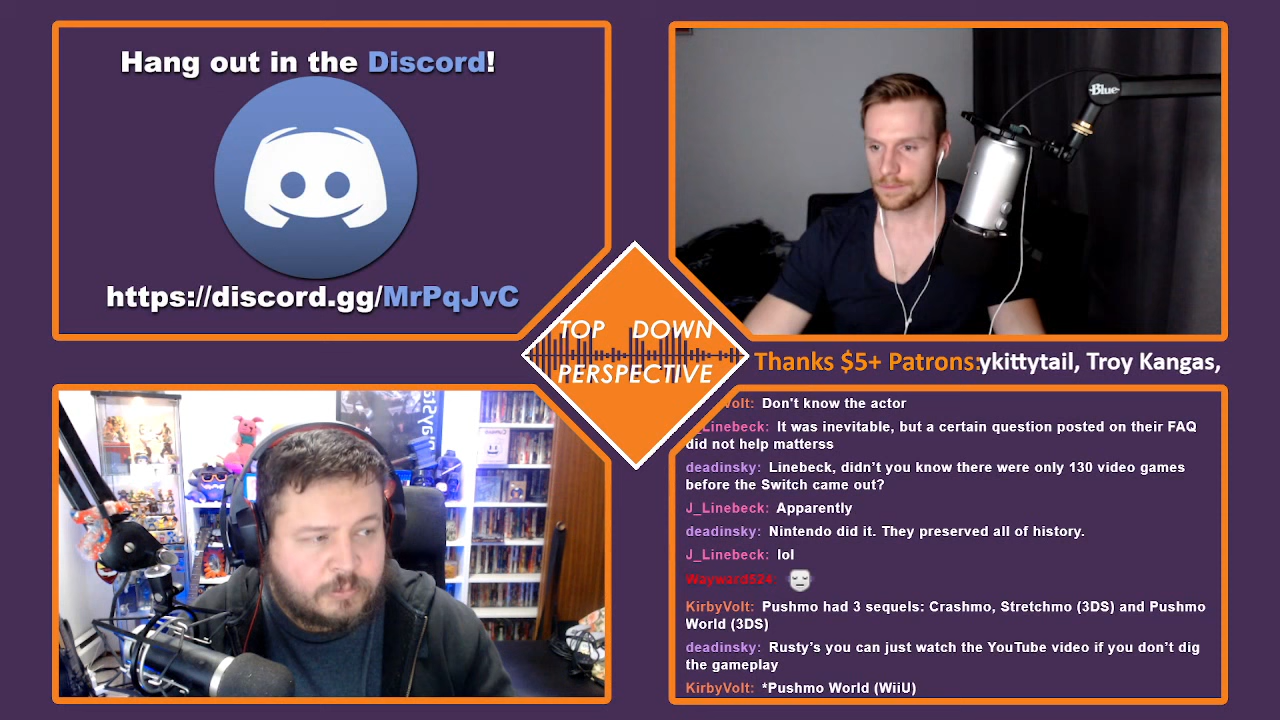 Hang out in the Discord!
https://discord.gg/MrPqJvC
Blue
TOP DOWN
PERSPECTIVE
Thanks $5+ Patrons:ykittytail, Troy Kangas,
Volt: Don't know the actor
_Linebeck: It was inevitable, but a certain question posted on their FAQ
did not help matterss
deadinsky: Linebeck, didn't you know there were only 130 video games
before the Switch came out?
J_Linebeck: Apparently
deadinsky: Nintendo did it. They preserved all of history.
J_Linebeck: lol
Wayward524:
KirbyVolt: Pushmo had 3 sequels: Crashmo, Stretchmo (3DS) and Pushmo
World (3DS)
deadinsky: Rusty's you can just watch the YouTube video if you don't dig
the gameplay
KirbyVolt: *Pushmo World (WiiU)